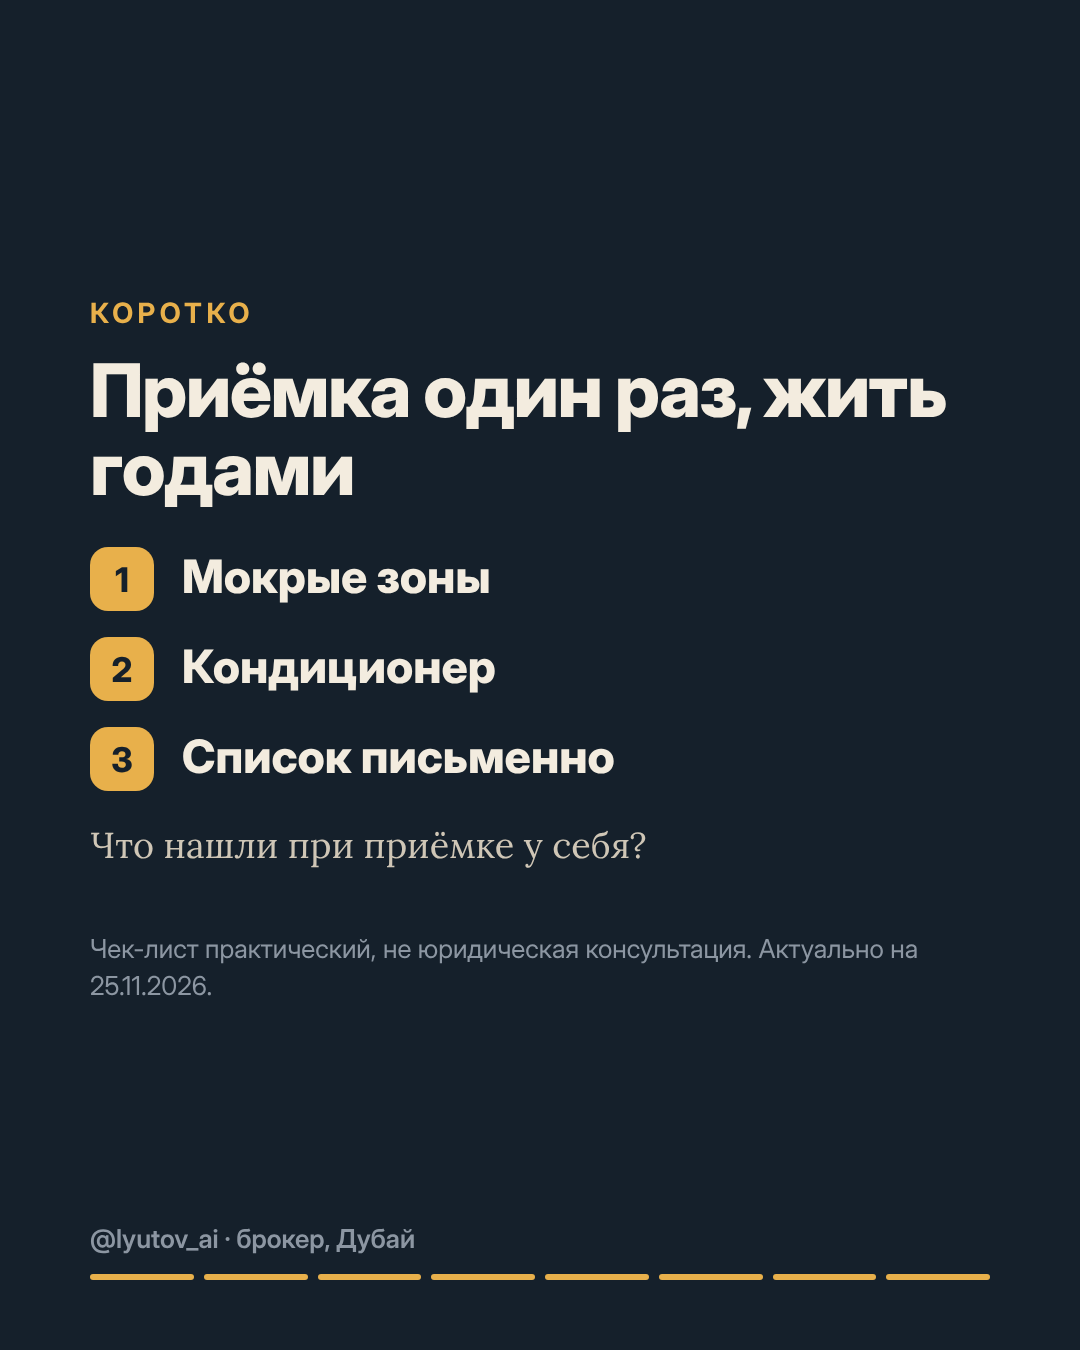 КОРОТКО
Приёмка один раз, жить
годами
1 Мокрые зоны
2 Кондиционер
3 Список письменно
Что нашли при приёмке у себя?
Чек-лист практический, не юридическая консультация. Актуально на
25.11.2026.
@lyutov_ai · брокер, Дубай